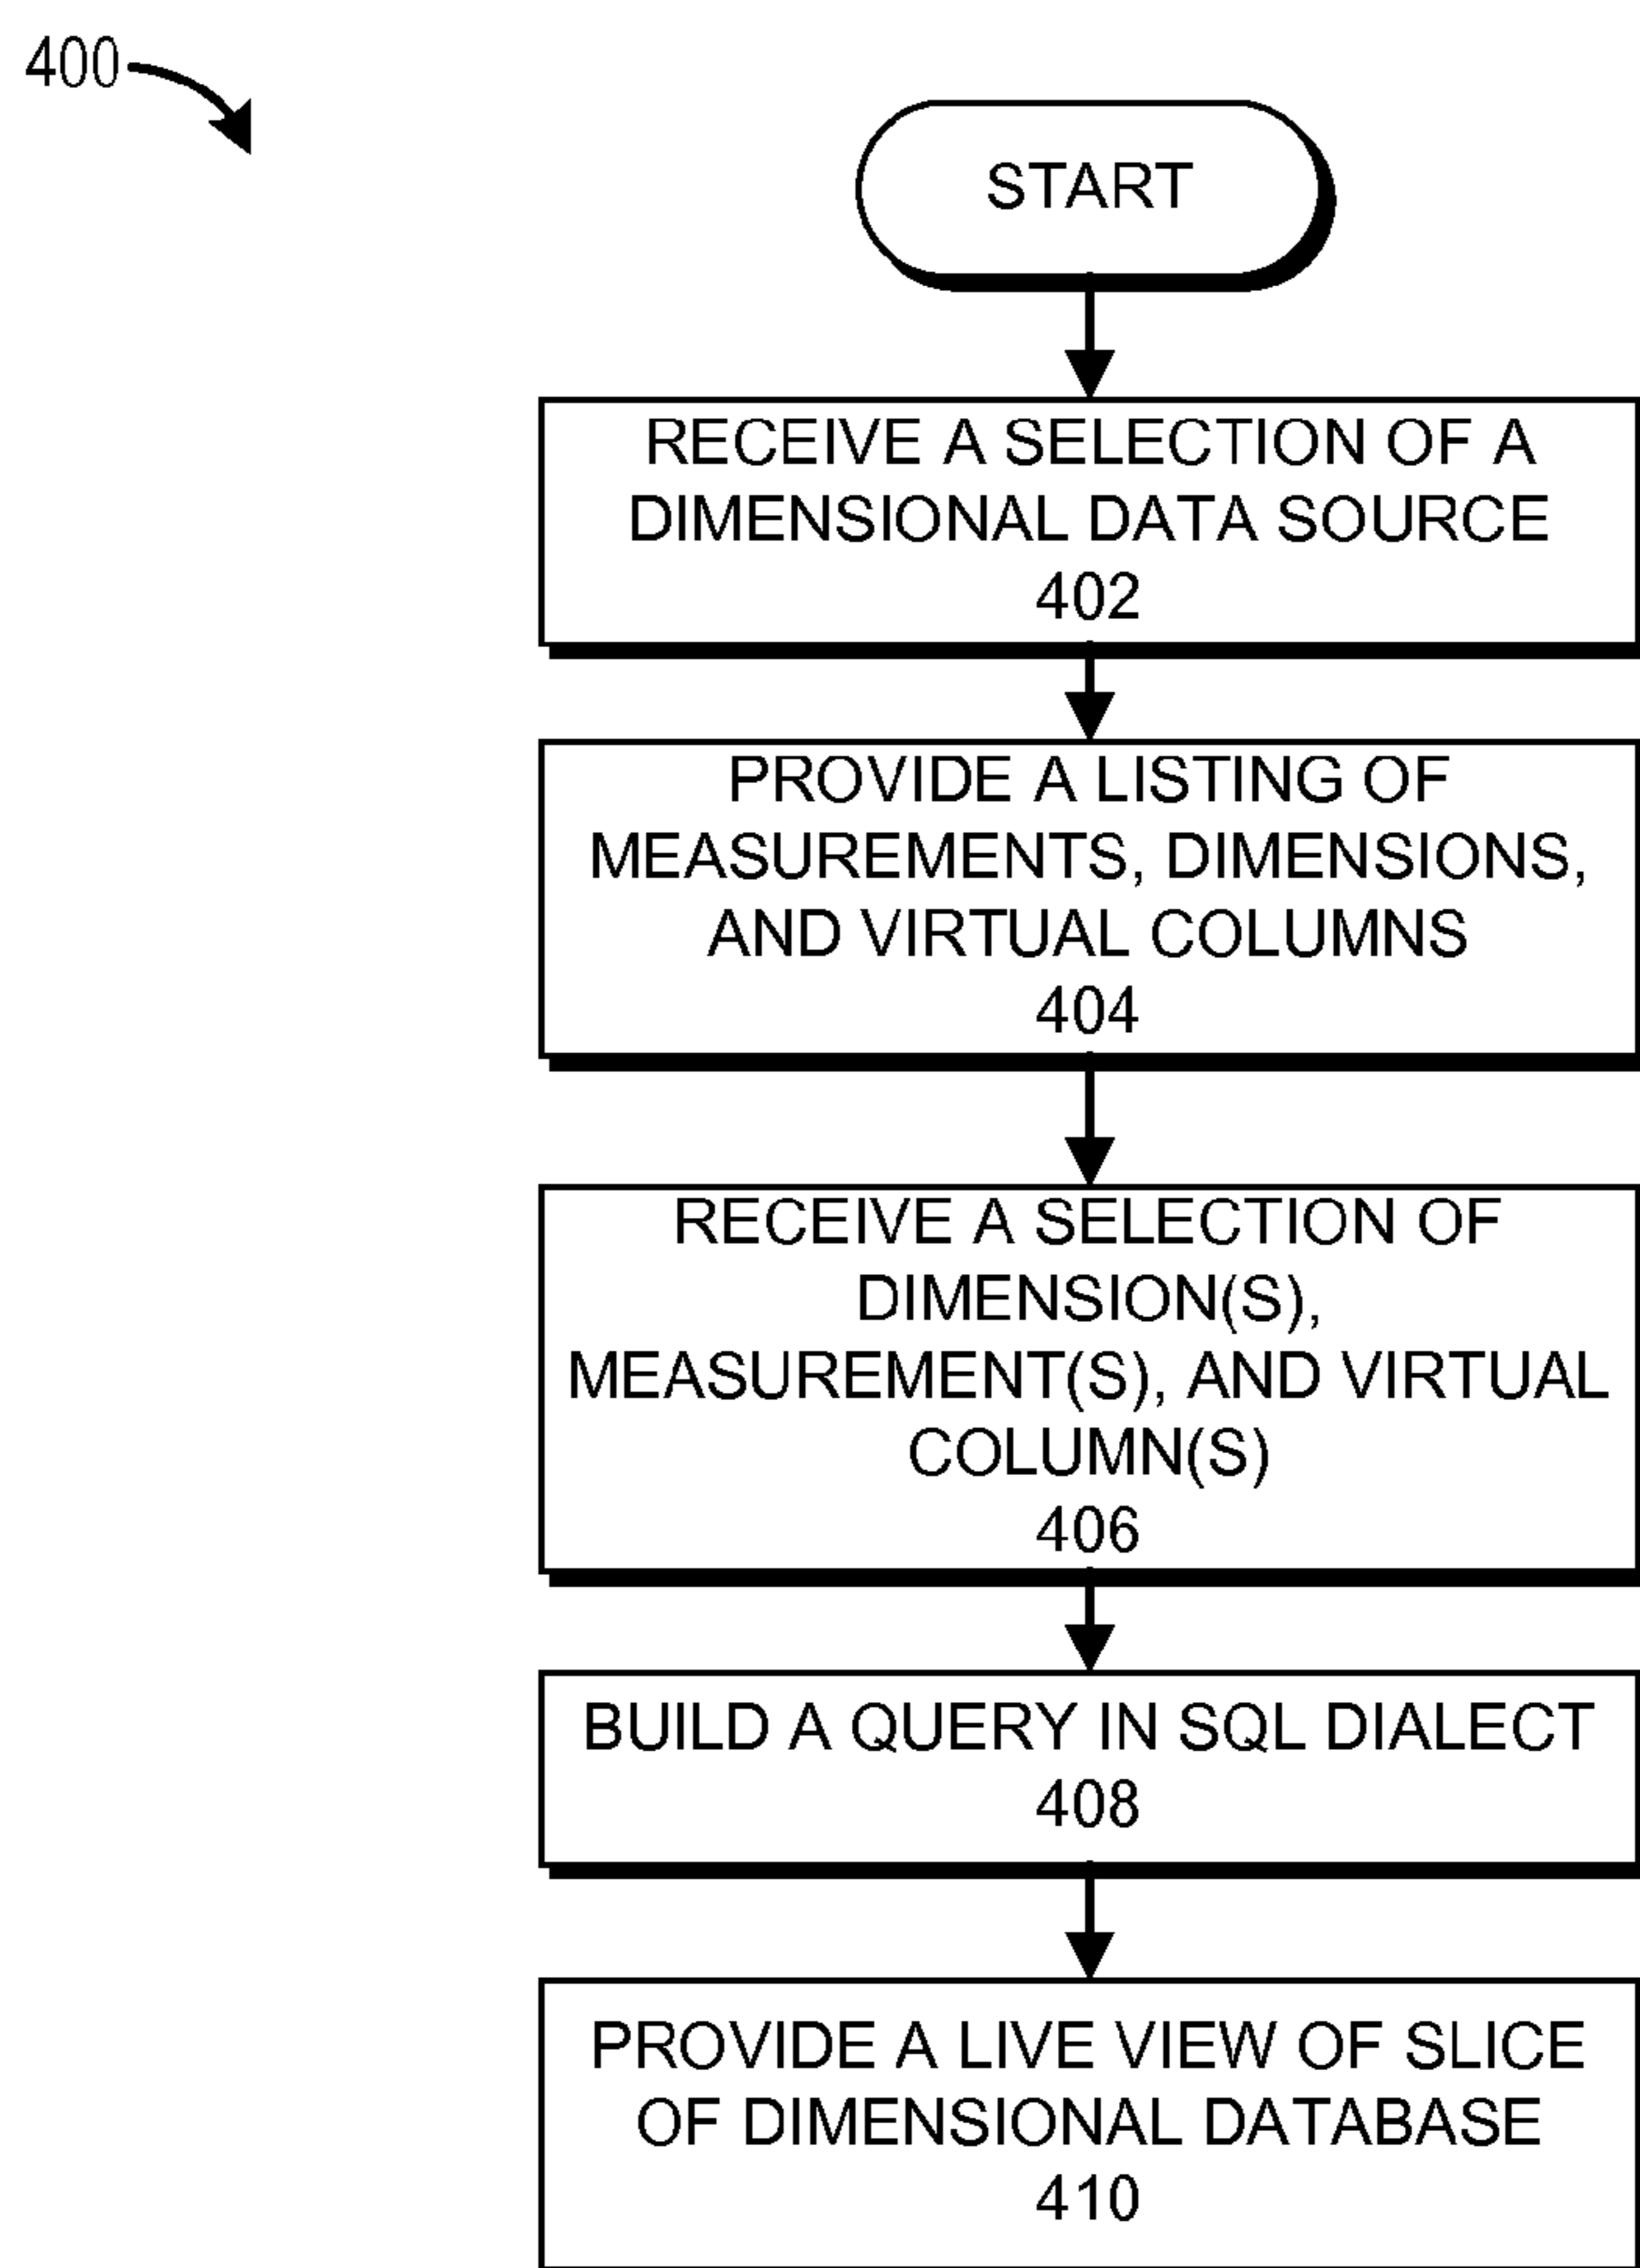 400
START
RECEIVE A SELECTION OF A
DIMENSIONAL DATA SOURCE
402
PROVIDE A LISTING OF
MEASUREMENTS, DIMENSIONS,
AND VIRTUAL COLUMNS
404
RECEIVE A SELECTION OF
DIMENSION(S),
MEASUREMENT(S), AND VIRTUAL
COLUMN(S)
406
BUILD A QUERY IN SQL DIALECT
408
PROVIDE A LIVE VIEW OF SLICE
OF DIMENSIONAL DATABASE
410